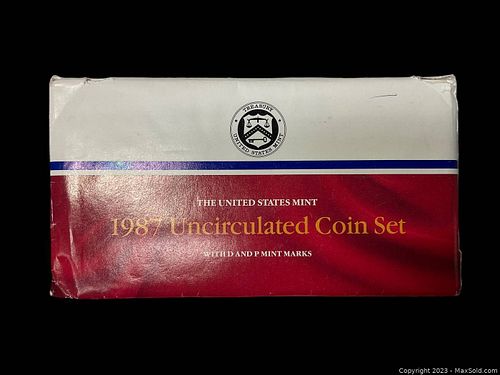 TREASURY
UNITED STATES MINT
THE UNITED STATES MINT
1987 Uncirculated Coin Set
WITH D AND P MINT MARKS
Copyright 2023 - MaxSold.com